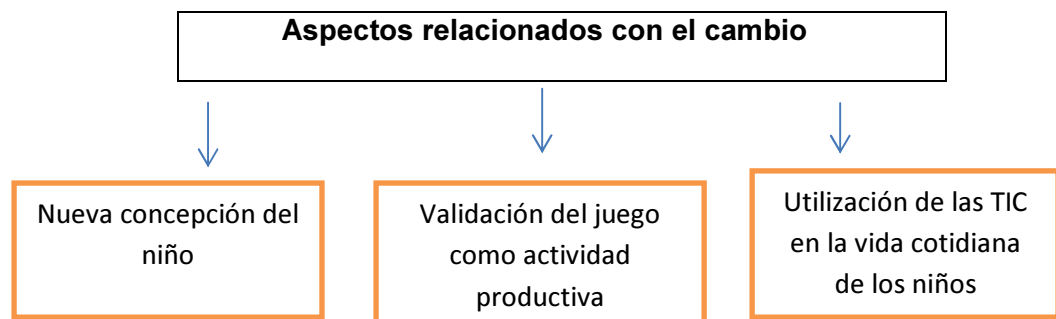 Aspectos relacionados con el cambio
Nueva concepción del
niño
Validación del juego
como actividad
productiva
Utilización de las TIC
en la vida cotidiana
de los niños